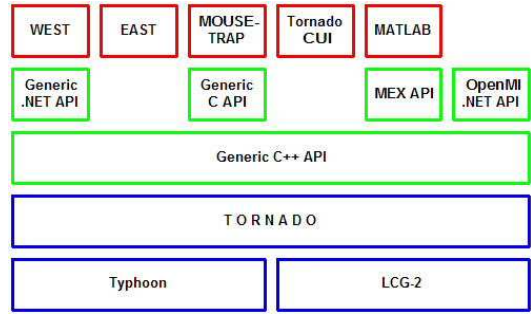 WEST
EAST
MOUSE-
TRAP
Tornado
CUI
MATLAB
Generic
.NET API
Generic
C API
MEX API
OpenMI
.NET API
Generic C++ API
T O R N A D O
Typhoon
LCG-2